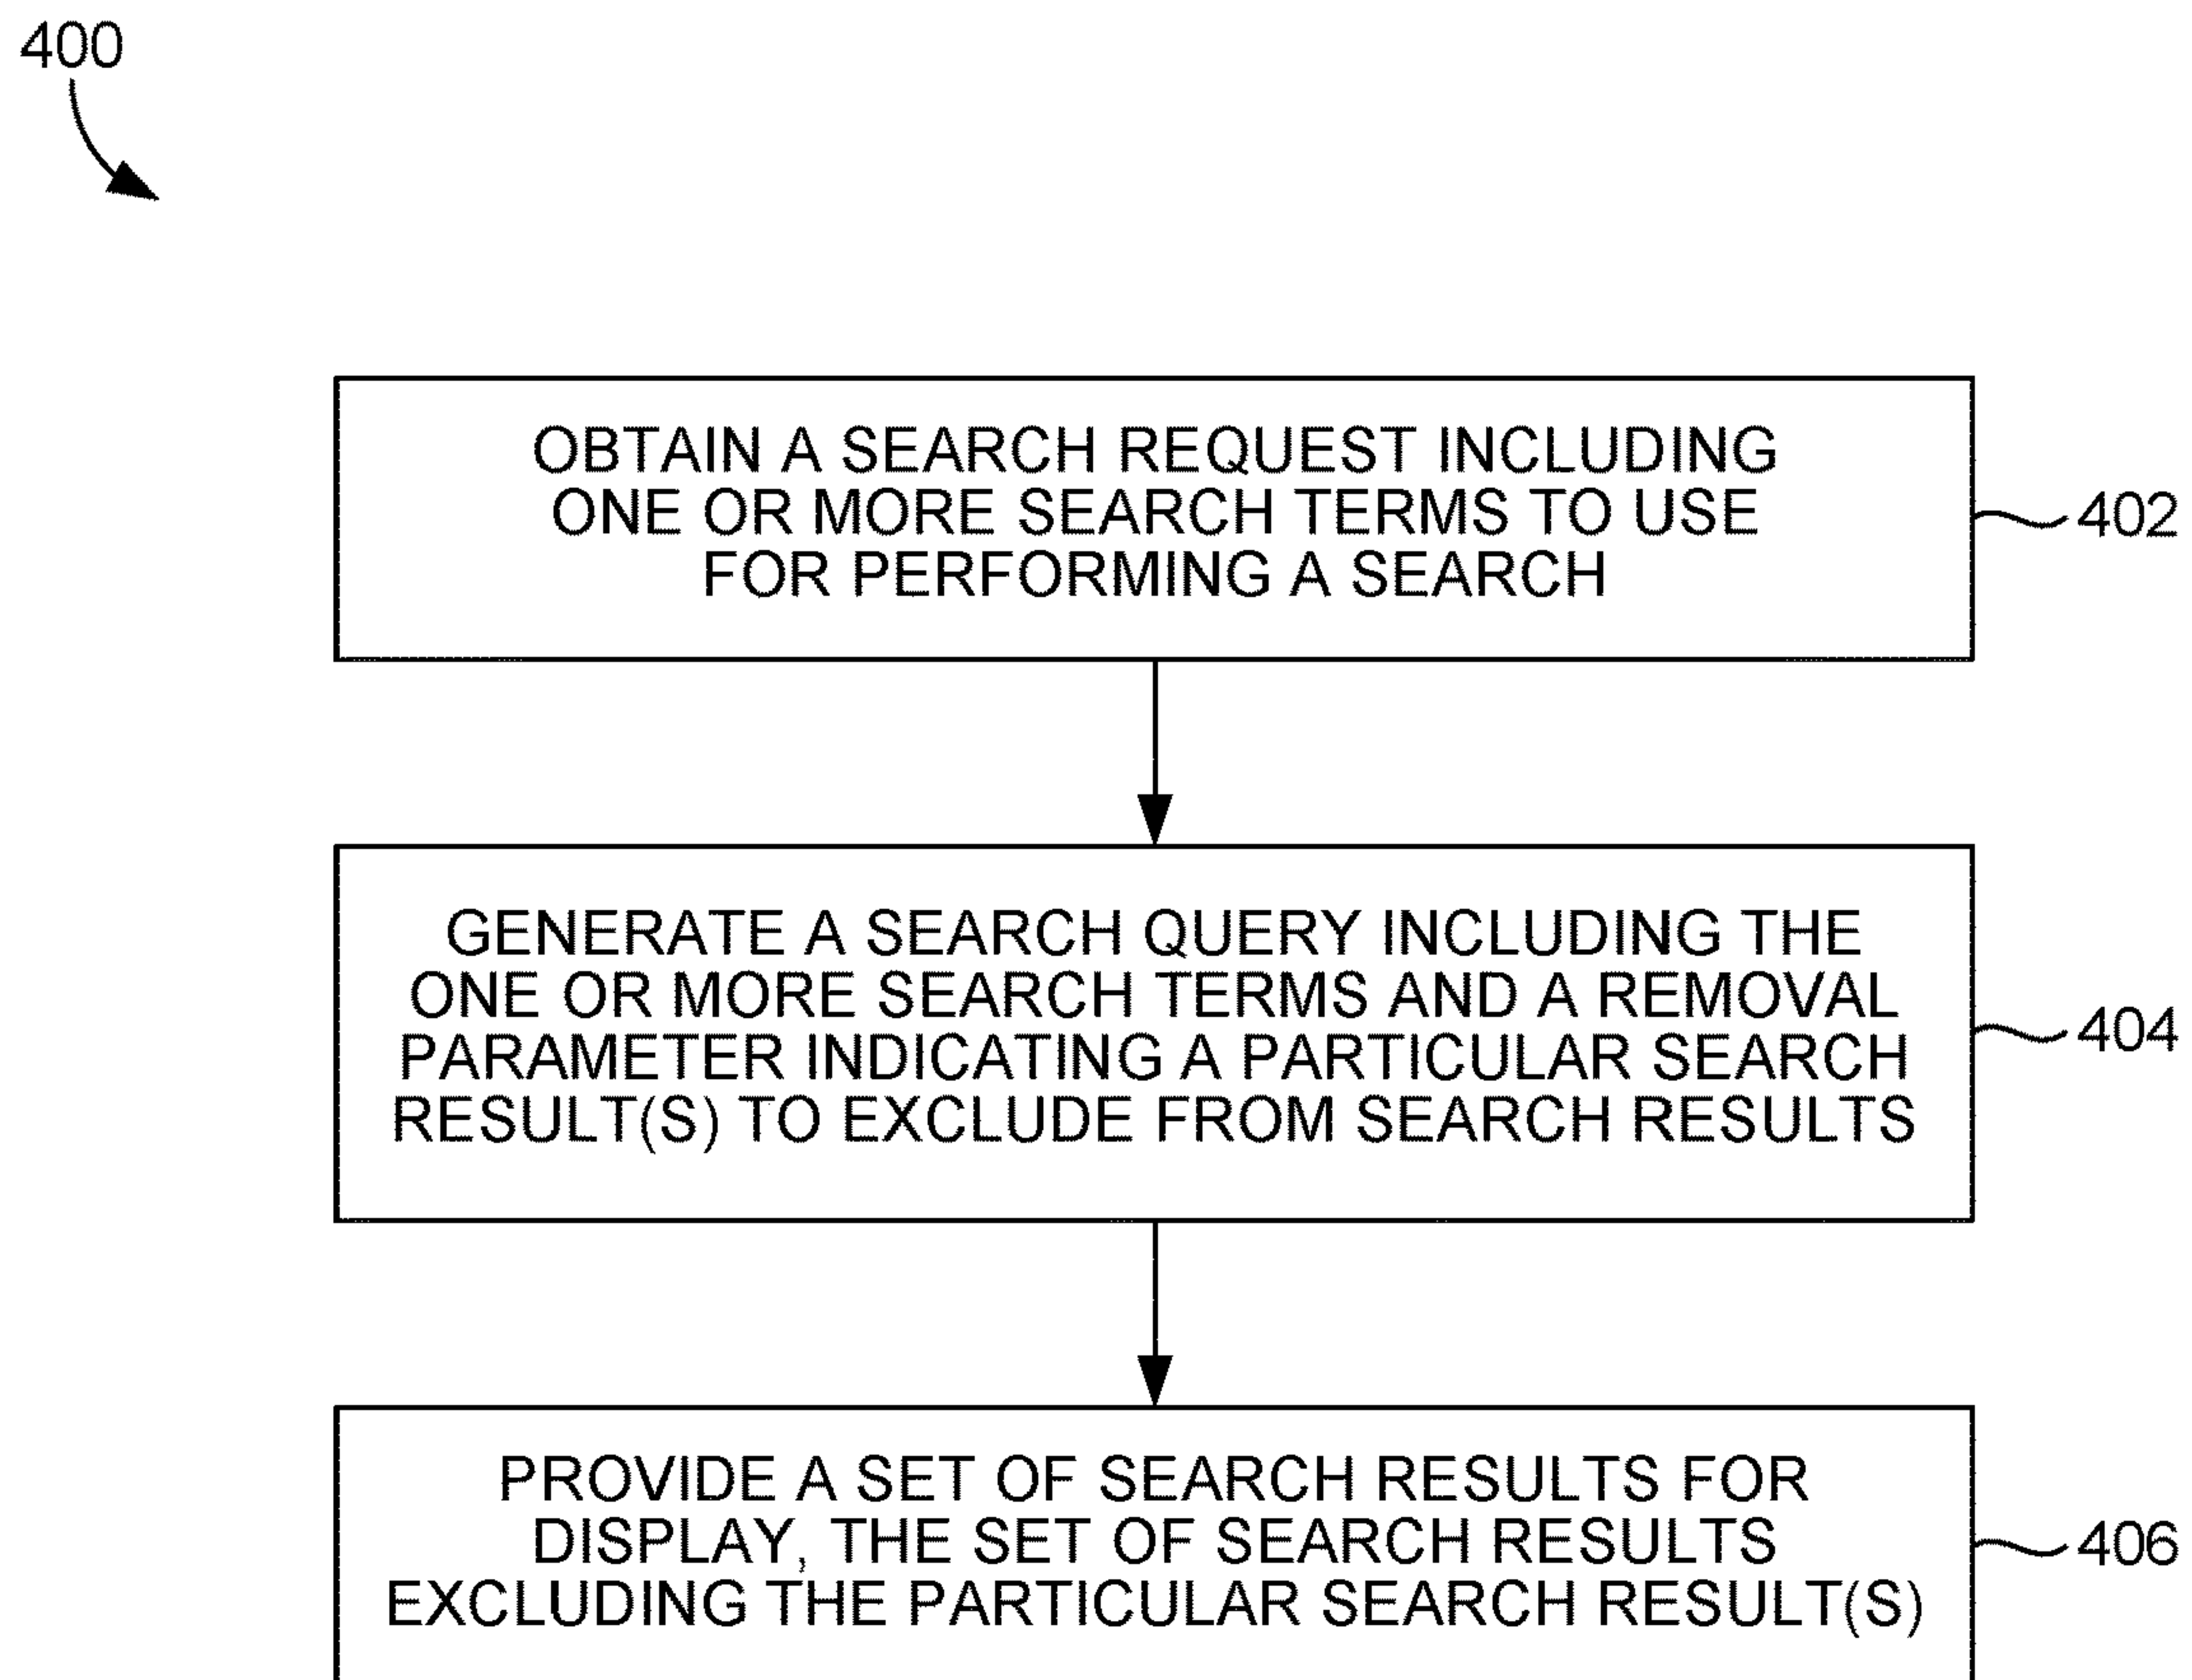 400
OBTAIN A SEARCH REQUEST INCLUDING
ONE OR MORE SEARCH TERMS TO USE
FOR PERFORMING A SEARCH
402
GENERATE A SEARCH QUERY INCLUDING THE
ONE OR MORE SEARCH TERMS AND A REMOVAL
PARAMETER INDICATING A PARTICULAR SEARCH
RESULT(S) TO EXCLUDE FROM SEARCH RESULTS
404
PROVIDE A SET OF SEARCH RESULTS FOR
DISPLAY, THE SET OF SEARCH RESULTS
EXCLUDING THE PARTICULAR SEARCH RESULT(S)
406